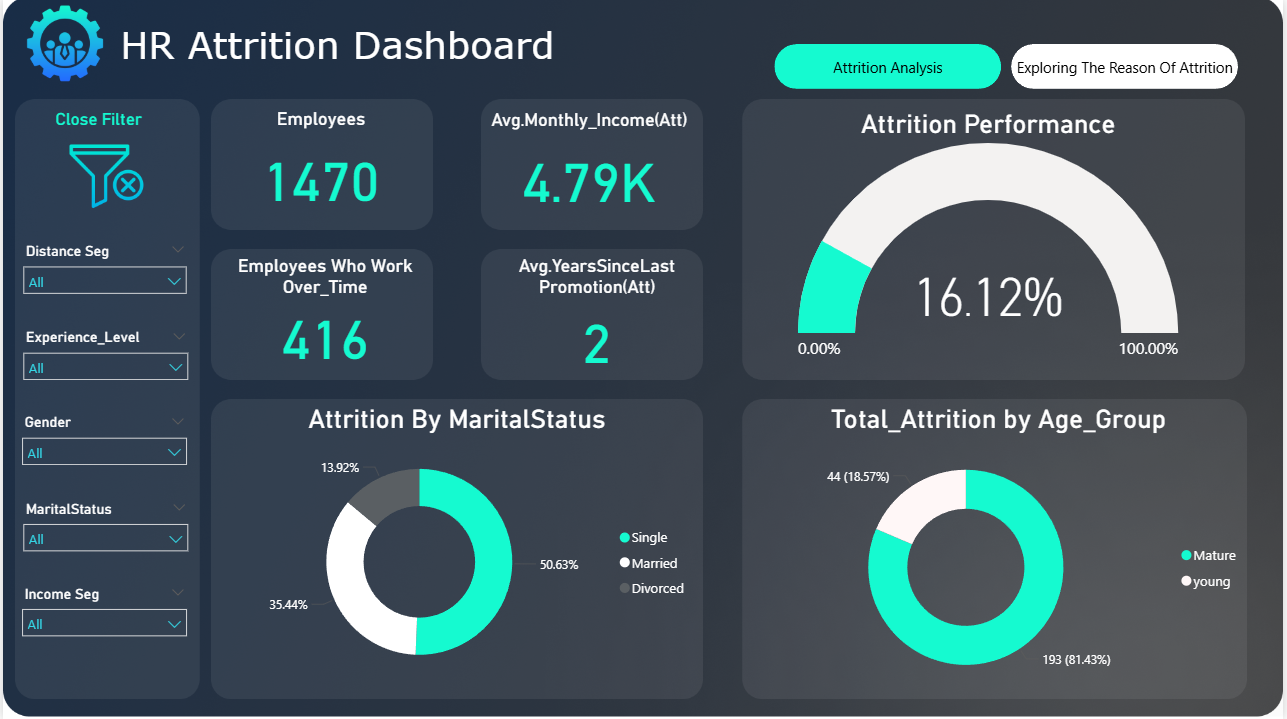 HR Attrition Dashboard
Attrition Analysis
Exploring The Reason Of Attrition
Close Filter
Distance Seg
All
Experience_Level
All
Gender
All
MaritalStatus
All
Income Seg
All
Employees
1470
Avg.Monthly_Income(Att)
4.79K
Employees Who Work
Over_Time
416
Avg.YearsSinceLast
Promotion(Att)
2
Attrition Performance
16.12%
0.00%
100.00%
Attrition By MaritalStatus
13.92%
50.63%
35.44%
Single
Married
Divorced
Total_Attrition by Age_Group
44 (18.57%)
193 (81.43%)
Mature
young